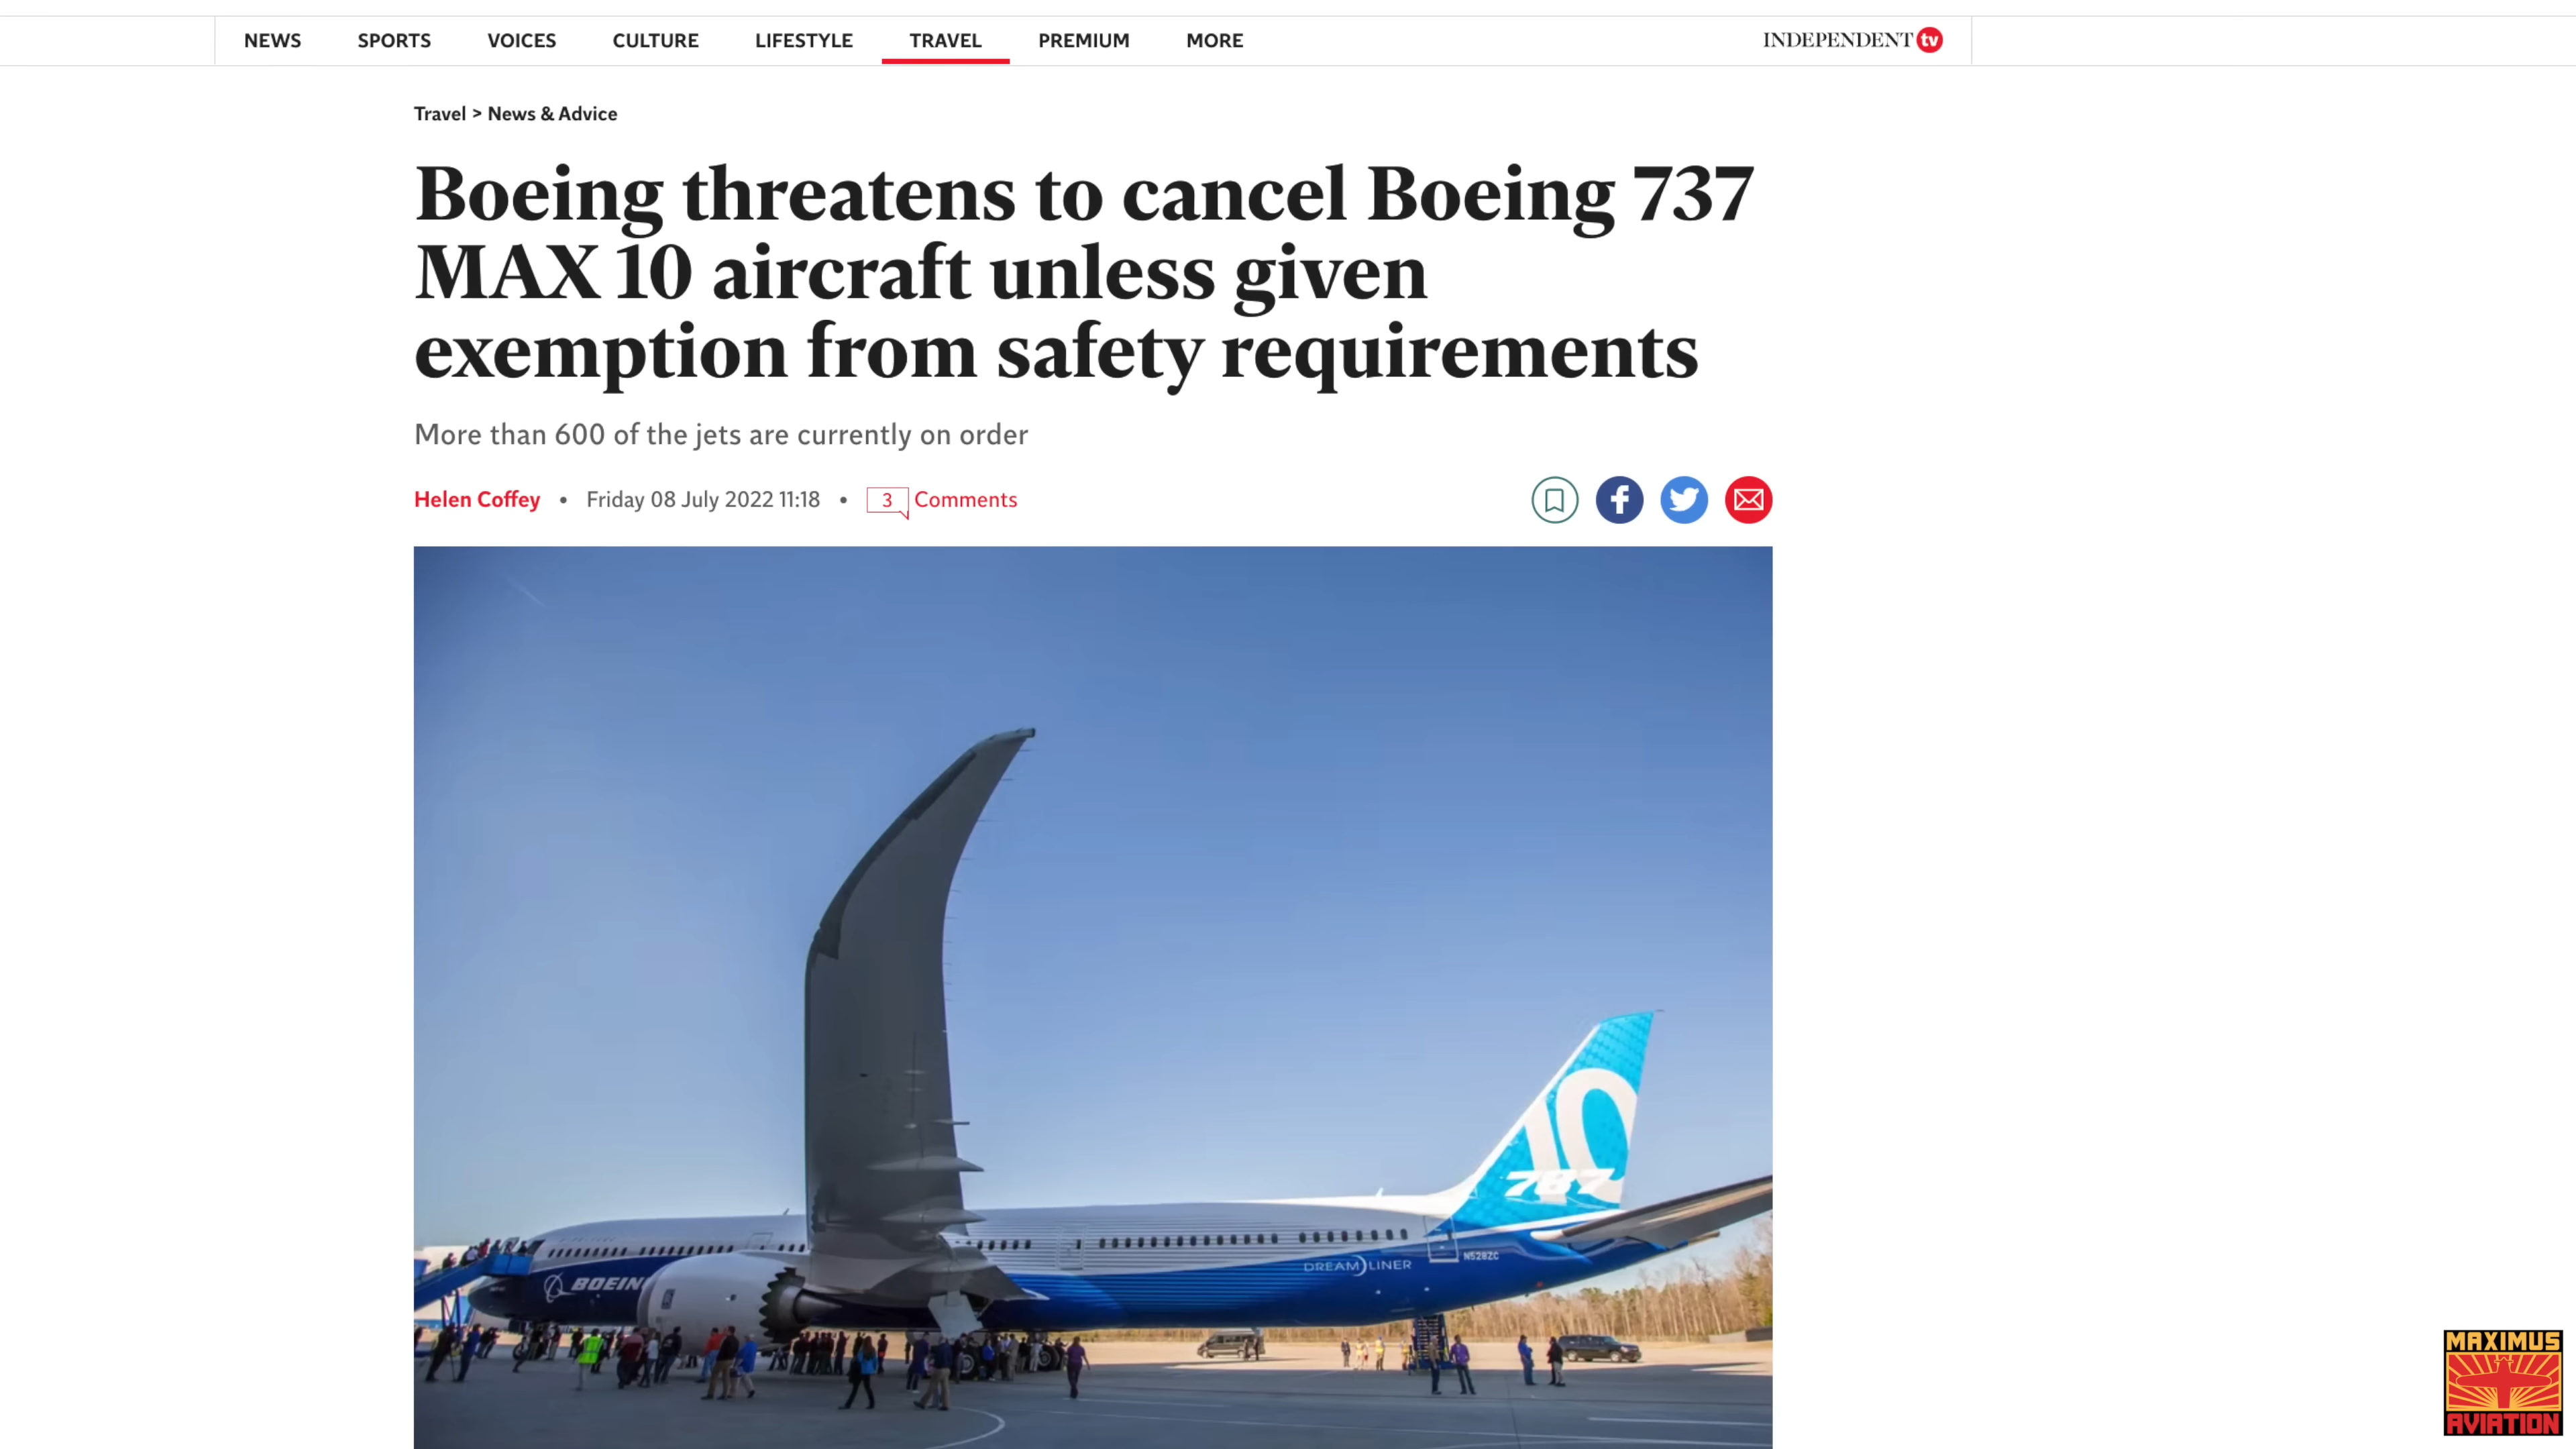 NEWS SPORTS VOICES CULTURE LIFESTYLE TRAVEL PREMIUM MORE INDEPENDENT tv
Travel > News & Advice
Boeing threatens to cancel Boeing 737
MAX 10 aircraft unless given
exemption from safety requirements
More than 600 of the jets are currently on order
Helen Coffey • Friday 08 July 2022 11:18 • 3 Comments
10
787
N528ZC
DREAMLINER
BOEIN
MAXIMUS
AVIATION